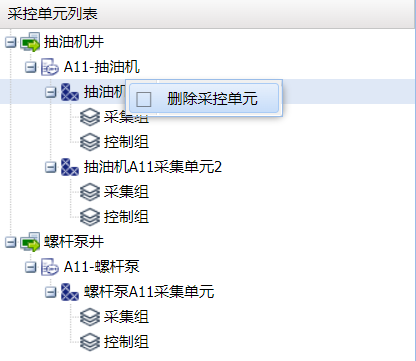 采控单元列表
抽油机井
A11-抽油机
抽油机
删除采控单元
采集组
控制组
抽油机A11采集单元2
采集组
控制组
螺杆泵井
A11-螺杆泵
螺杆泵A11采集单元
采集组
控制组